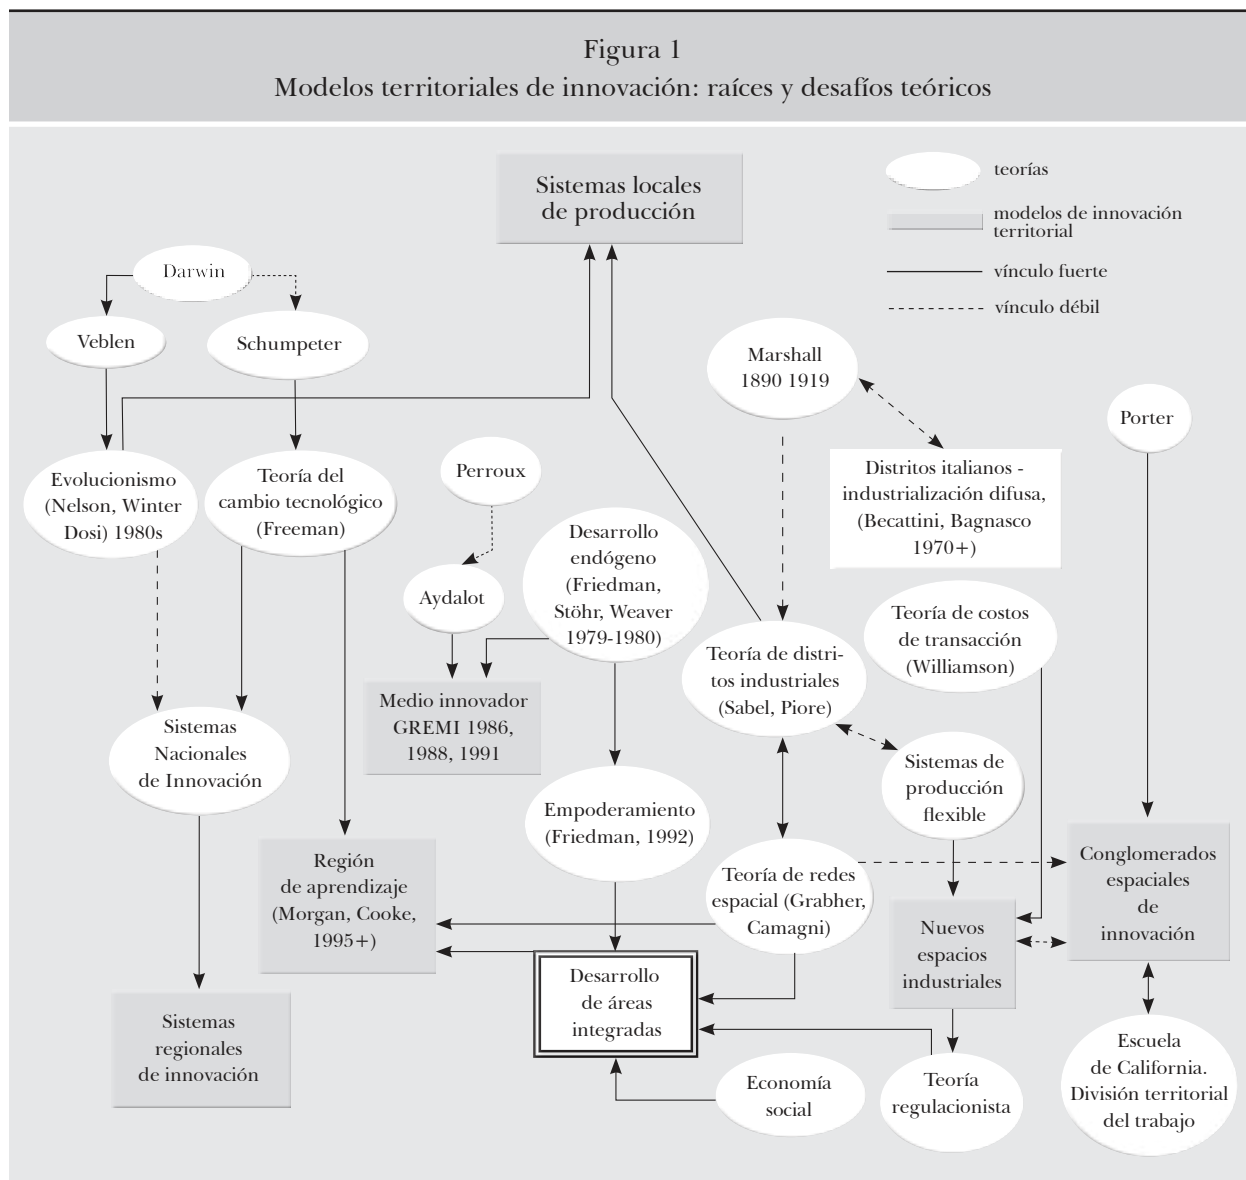 Figura 1
Modelos territoriales de innovación: raíces y desafíos teóricos
Sistemas locales
de producción
teorías
modelos de innovación
territorial
vínculo fuerte
vínculo débil
Darwin
Veblen
Schumpeter
Marshall
1890 1919
Porter
Evolucionismo
(Nelson, Winter
Dosi) 1980s
Teoría del
cambio tecnológico
(Freeman)
Perroux
Distritos italianos -
industrialización difusa,
(Becattini, Bagnasco
1970+)
Desarrollo
endógeno
(Friedman,
Stöhr, Weaver
1979-1980)
Aydalot
Teoría de costos
de transacción
(Williamson)
Teoría de distri-
tos industriales
(Sabel, Piore)
Medio innovador
GREMI 1986,
1988, 1991
Sistemas
Nacionales
de Innovación
Sistemas de
producción
flexible
Empoderamiento
(Friedman, 1992)
Región
de aprendizaje
(Morgan, Cooke,
1995+)
Teoría de redes
espacial (Grabher,
Camagni)
Conglomerados
espaciales
de
innovación
Nuevos
espacios
industriales
Desarrollo
de áreas
integradas
Sistemas
regionales
de innovación
Economía
social
Teoría
regulacionista
Escuela
de California.
División territorial
del trabajo